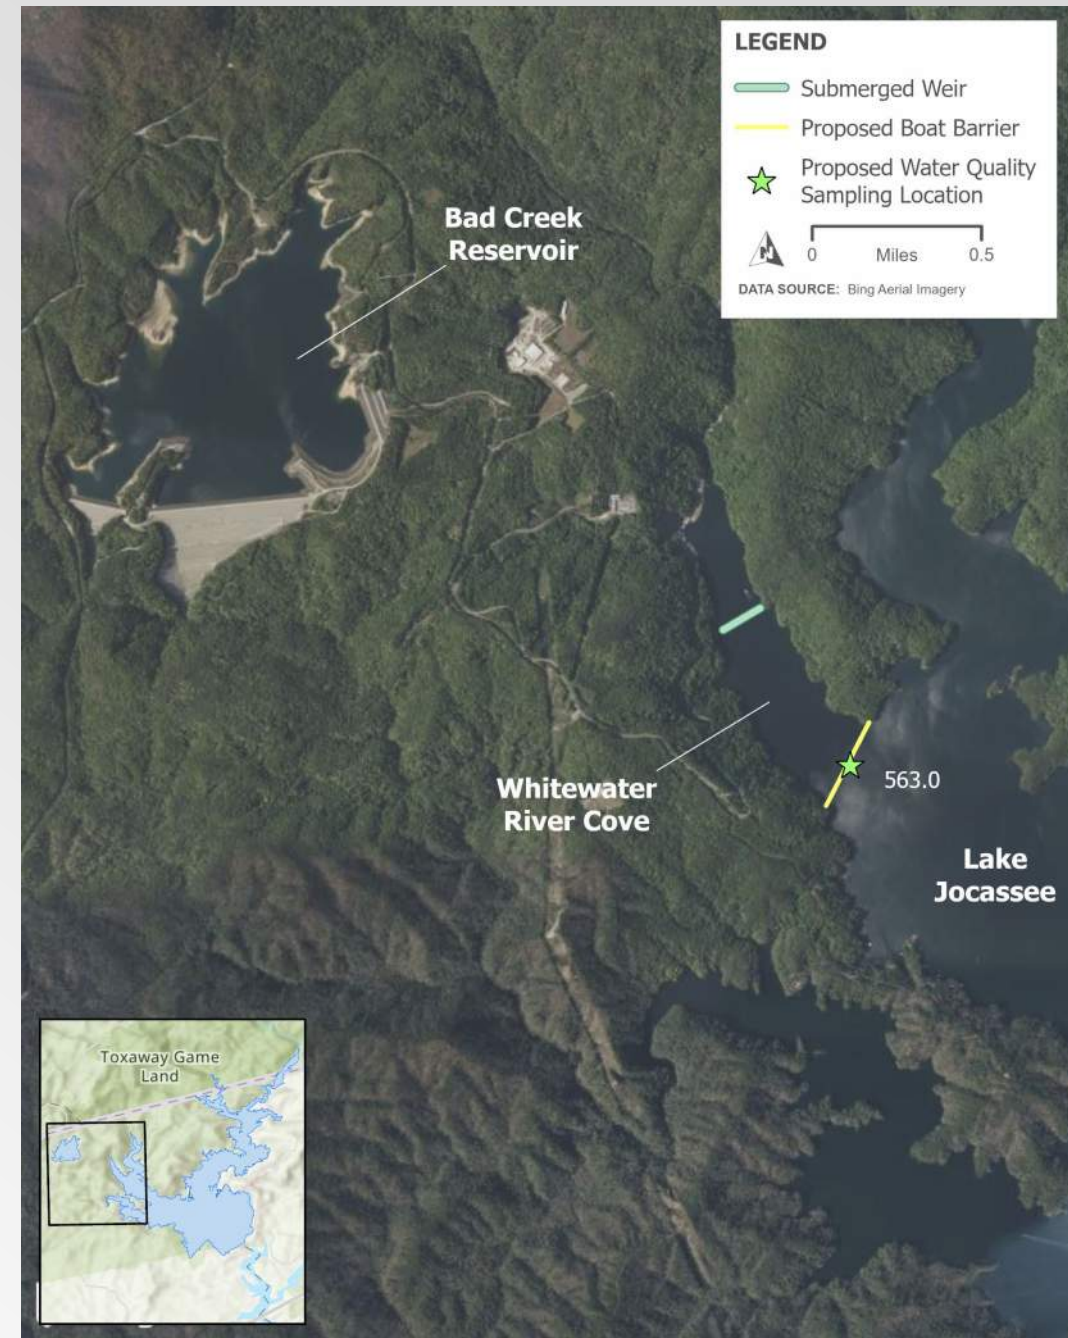 LEGEND
Submerged Weir
Proposed Boat Barrier
Proposed Water Quality
Sampling Location
N
0 Miles 0.5
DATA SOURCE: Bing Aerial Imagery
Bad Creek
Reservoir
Whitewater
River Cove
563.0
Lake
Jocassee
Toxaway Game
Land